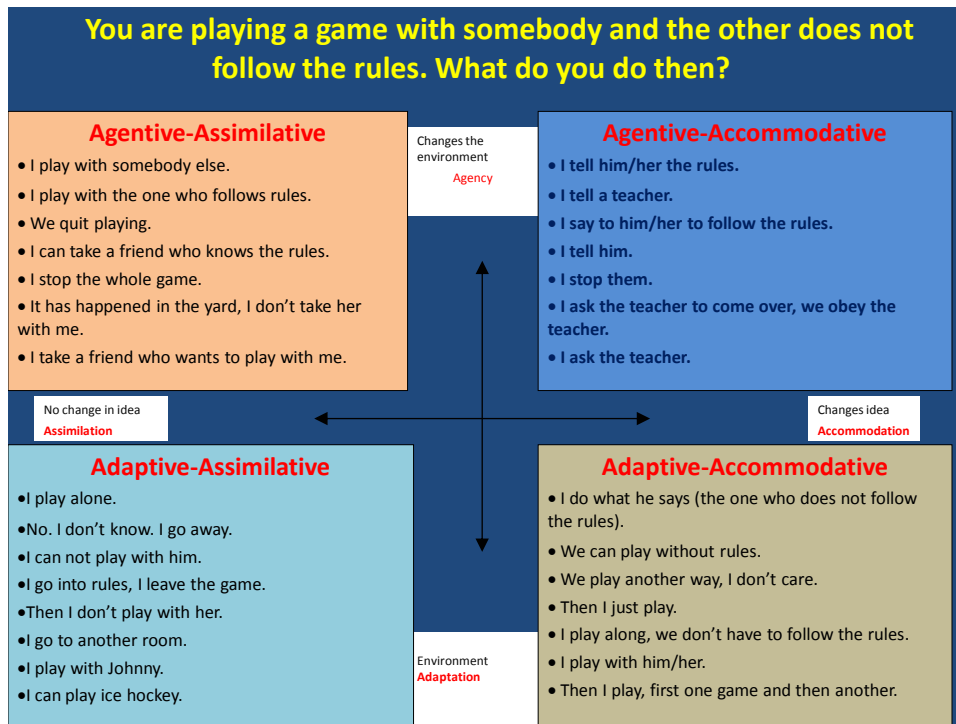 You are playing a game with somebody and the other does not
follow the rules. What do you do then?
Agentive-Assimilative
• I play with somebody else.
• I play with the one who follows rules.
• We quit playing.
• I can take a friend who knows the rules.
• I stop the whole game.
• It has happened in the yard, I don’t take her
with me.
• I take a friend who wants to play with me.
Changes the
environment
Agency
Agentive-Accommodative
• I tell him/her the rules.
• I tell a teacher.
• I say to him/her to follow the rules.
• I tell him.
• I stop them.
• I ask the teacher to come over, we obey the
teacher.
• I ask the teacher.
No change in idea
Assimilation
Changes idea
Accommodation
Adaptive-Assimilative
•I play alone.
•No. I don’t know. I go away.
•I can not play with him.
•I go into rules, I leave the game.
•Then I don’t play with her.
•I go to another room.
•I play with Johnny.
•I can play ice hockey.
Environment
Adaptation
Adaptive-Accommodative
• I do what he says (the one who does not follow
the rules).
• We can play without rules.
• We play another way, I don’t care.
• Then I just play.
• I play along, we don’t have to follow the rules.
• I play with him/her.
• Then I play, first one game and then another.